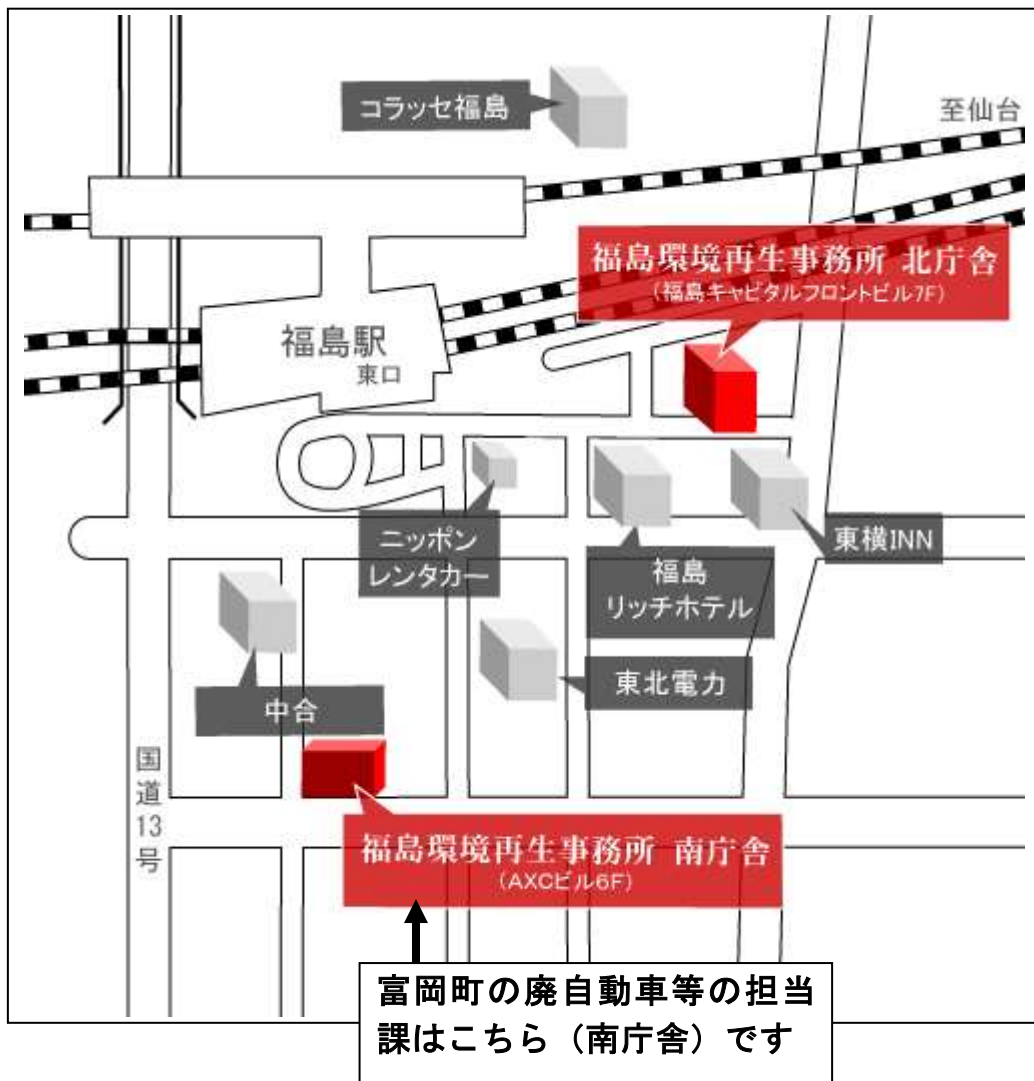 コラッセ福島
至仙台
福島環境再生事務所 北庁舎
(福島キャピタルフロントビル7F)
福島駅
東口
ニッポン
レンタカー
福島
リッチホテル
東横INN
中合
東北電力
国道13号
福島環境再生事務所 南庁舎
(AXCビル6F)
富岡町の廃自動車等の担当
課はこちら（南庁舎）です